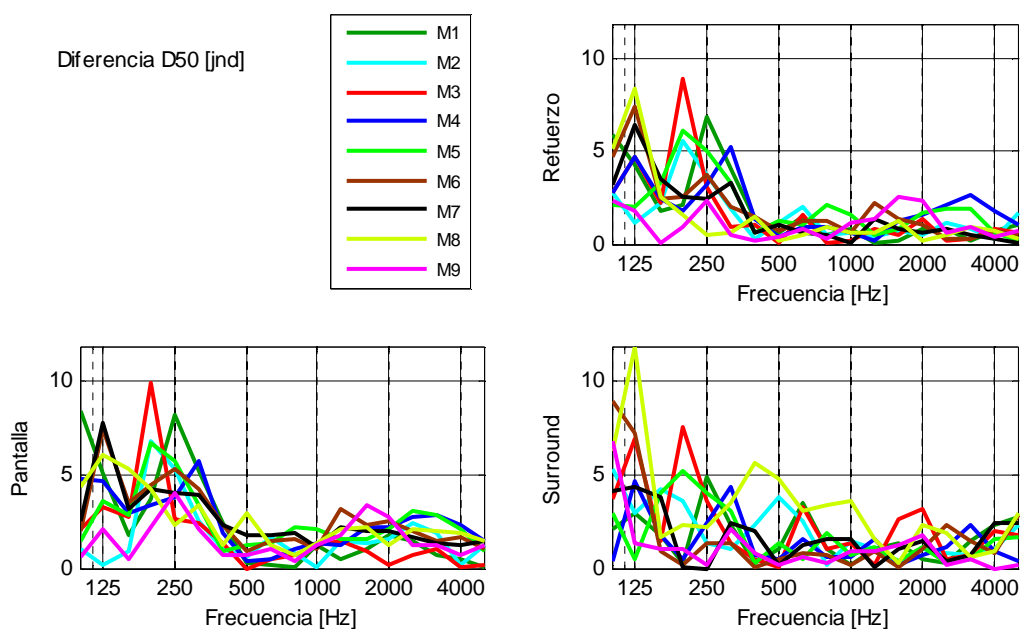 Diferencia D50 [jnd]
M1
M2
M3
M4
M5
M6
M7
M8
M9
Refuerzo
10
5
0
125 250 500 1000 2000 4000
Frecuencia [Hz]
Pantalla
10
5
0
125 250 500 1000 2000 4000
Frecuencia [Hz]
Surround
10
5
0
125 250 500 1000 2000 4000
Frecuencia [Hz]